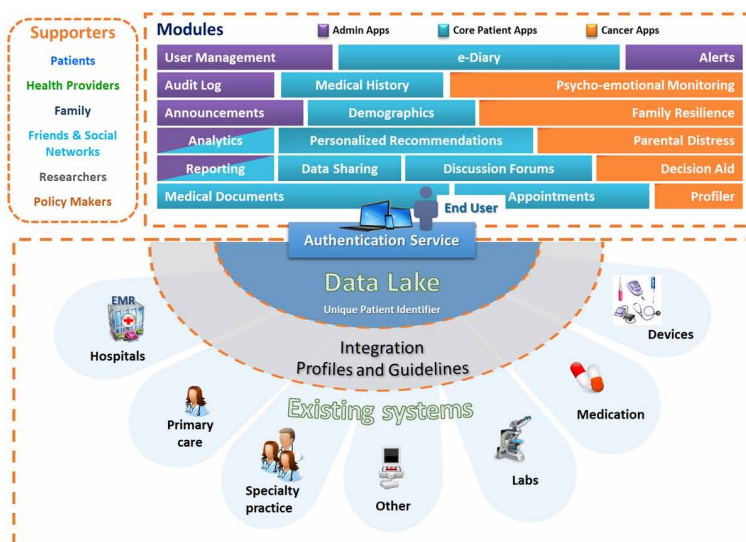 Supporters
Patients
Health Providers
Family
Friends & Social
Networks
Researchers
Policy Makers
Modules
Admin Apps
Core Patient Apps
Cancer Apps
User Management
e-Diary
Alerts
Audit Log
Medical History
Psycho-emotional Monitoring
Announcements
Demographics
Family Resilience
Analytics
Personalized Recommendations
Parental Distress
Reporting
Data Sharing
Discussion Forums
Decision Aid
Medical Documents
Appointments
Profiler
End User
Authentication Service
Data Lake
Unique Patient Identifier
Integration
Profiles and Guidelines
Existing systems
EMR
Hospitals
Primary
care
Specialty
practice
Other
Labs
Medication
Devices